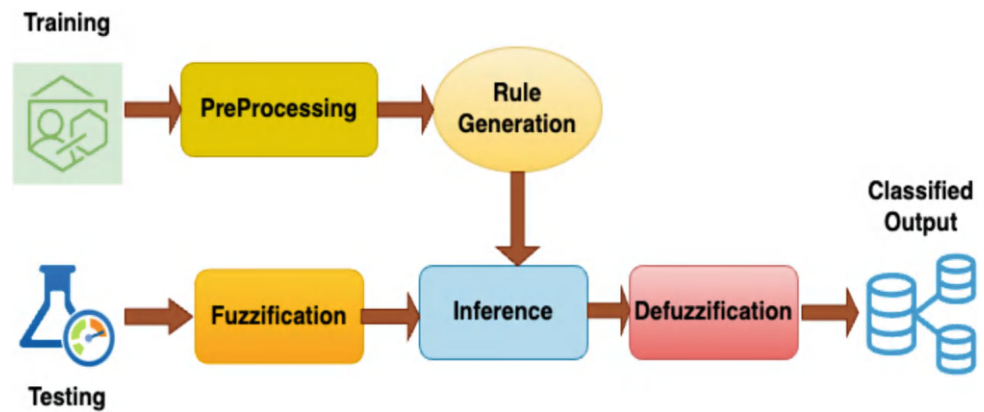 Training
PreProcessing
Rule
Generation
Classified
Output
Fuzzification
Inference
Defuzzification
Testing